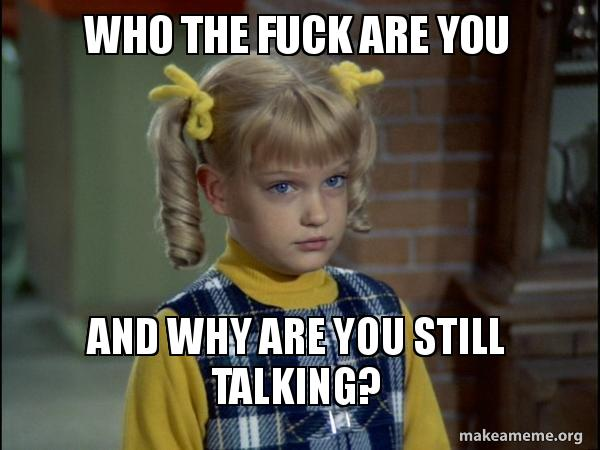 WHO THE FUCK ARE YOU
AND WHY ARE YOU STILL
TALKING?
makeameme.org